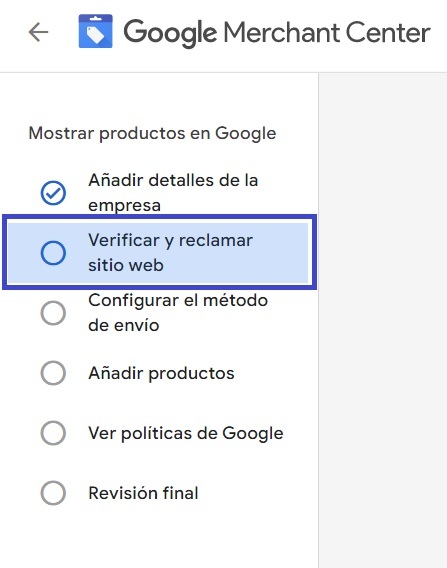 Google Merchant Center
Mostrar productos en Google
Añadir detalles de la
empresa
Verificar y reclamar
sitio web
Configurar el método
de envío
Añadir productos
Ver políticas de Google
Revisión final